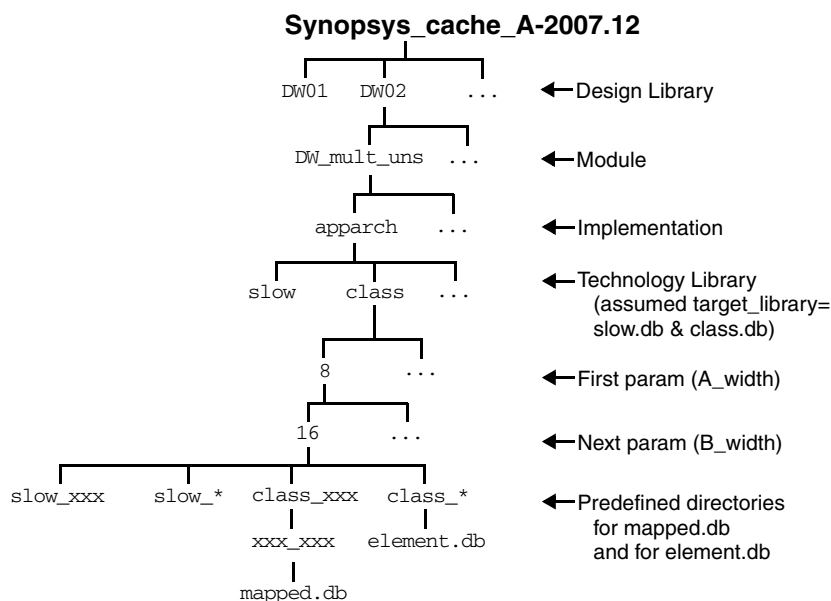 Synopsys_cache_A-2007.12
DW01 DW02 ... Design Library
DW_mult_uns ... Module
apparch ... Implementation
slow class ... Technology Library
(assumed target_library=
slow.db & class.db)
8 ... First param (A_width)
16 ... Next param (B_width)
slow_xxx slow_* class_xxx class_* Predefined directories
for mapped.db
xxx_xxx element.db and for element.db
mapped.db